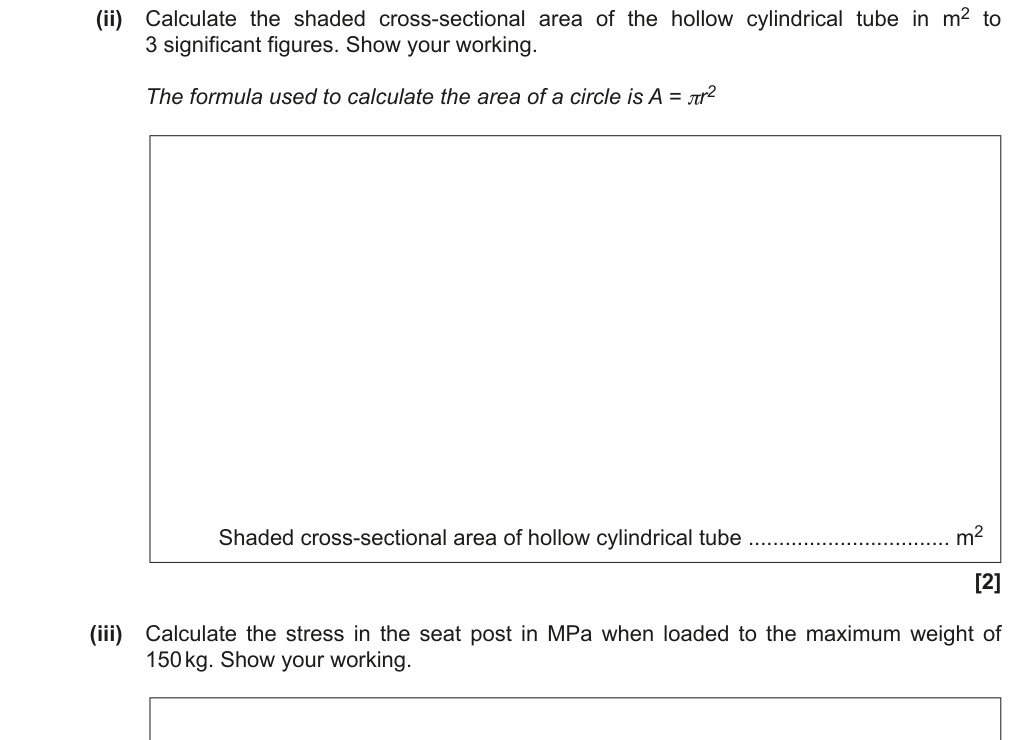 (ii) Calculate the shaded cross-sectional area of the hollow cylindrical tube in m² to
3 significant figures. Show your working.
The formula used to calculate the area of a circle is A = πr²
Shaded cross-sectional area of hollow cylindrical tube ................................. m²
[2]
(iii) Calculate the stress in the seat post in MPa when loaded to the maximum weight of
150 kg. Show your working.